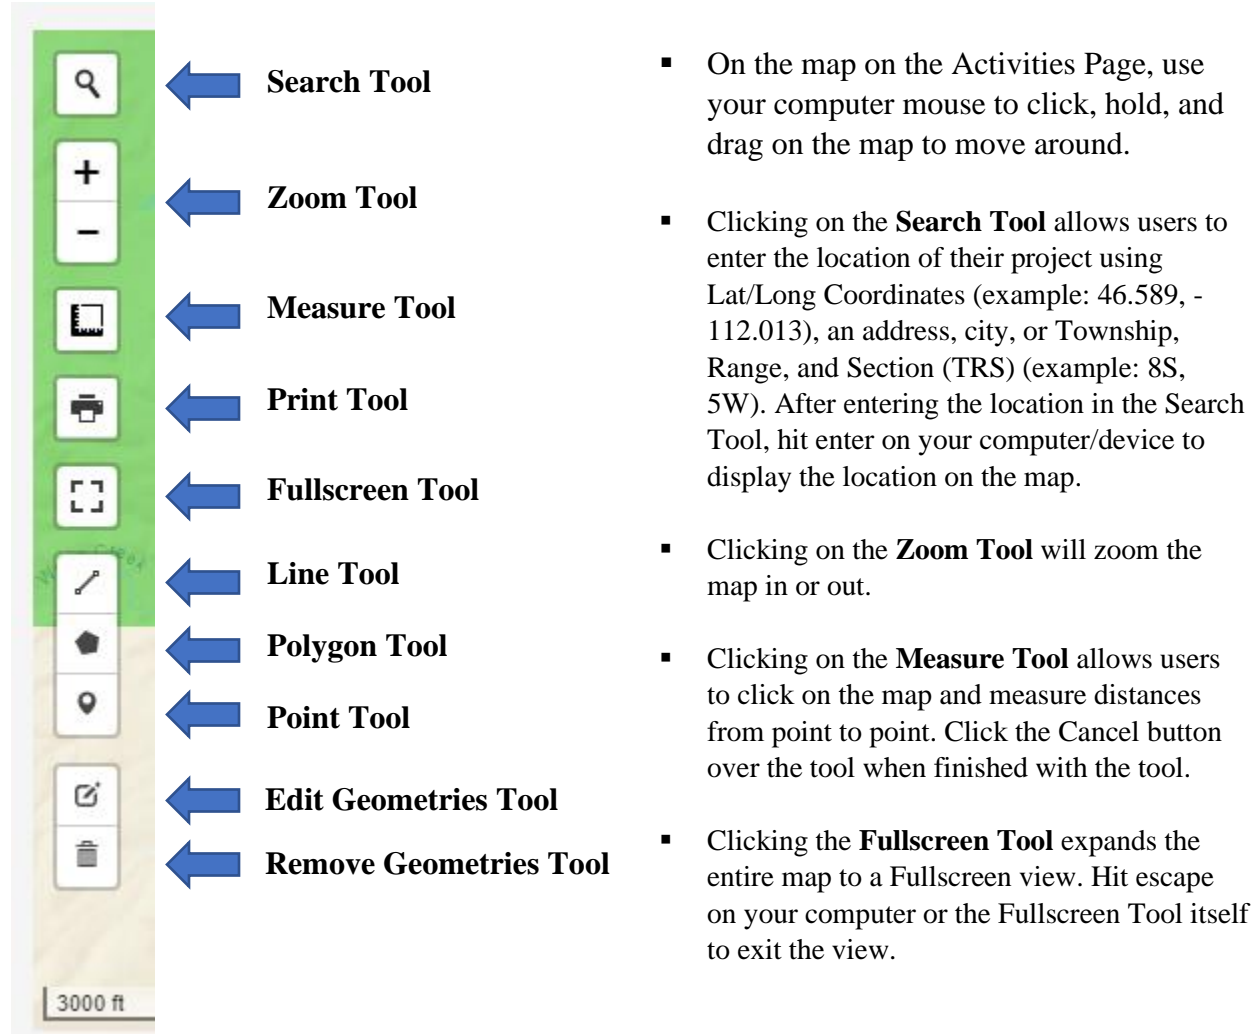 Search Tool
Zoom Tool
Measure Tool
Print Tool
Fullscreen Tool
Line Tool
Polygon Tool
Point Tool
Edit Geometries Tool
Remove Geometries Tool
3000 ft
▪ On the map on the Activities Page, use
your computer mouse to click, hold, and
drag on the map to move around.
▪ Clicking on the Search Tool allows users to
enter the location of their project using
Lat/Long Coordinates (example: 46.589, -
112.013), an address, city, or Township,
Range, and Section (TRS) (example: 8S,
5W). After entering the location in the Search
Tool, hit enter on your computer/device to
display the location on the map.
▪ Clicking on the Zoom Tool will zoom the
map in or out.
▪ Clicking on the Measure Tool allows users
to click on the map and measure distances
from point to point. Click the Cancel button
over the tool when finished with the tool.
▪ Clicking the Fullscreen Tool expands the
entire map to a Fullscreen view. Hit escape
on your computer or the Fullscreen Tool itself
to exit the view.